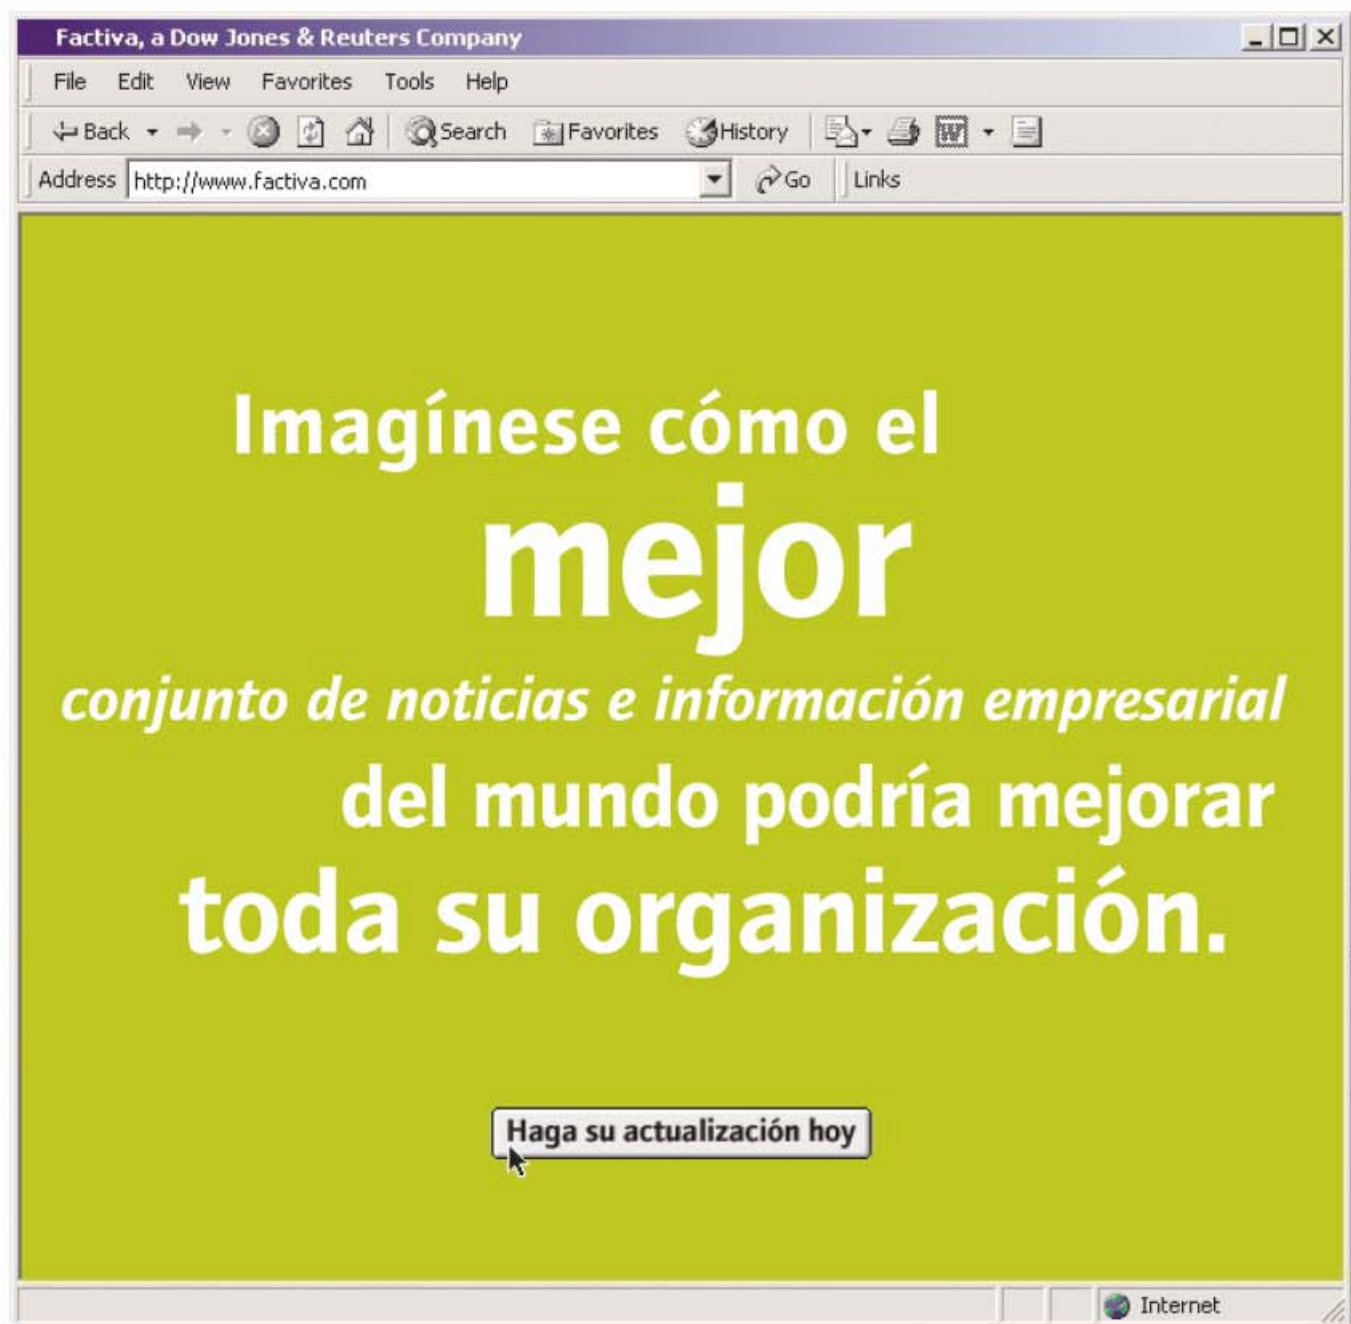 Factiva, a Dow Jones & Reuters Company
File Edit View Favorites Tools Help
Back Search Favorites History
Address http://www.factiva.com Go Links
Imagínese cómo el
mejor
conjunto de noticias e información empresarial
del mundo podría mejorar
toda su organización.
Haga su actualización hoy
Internet